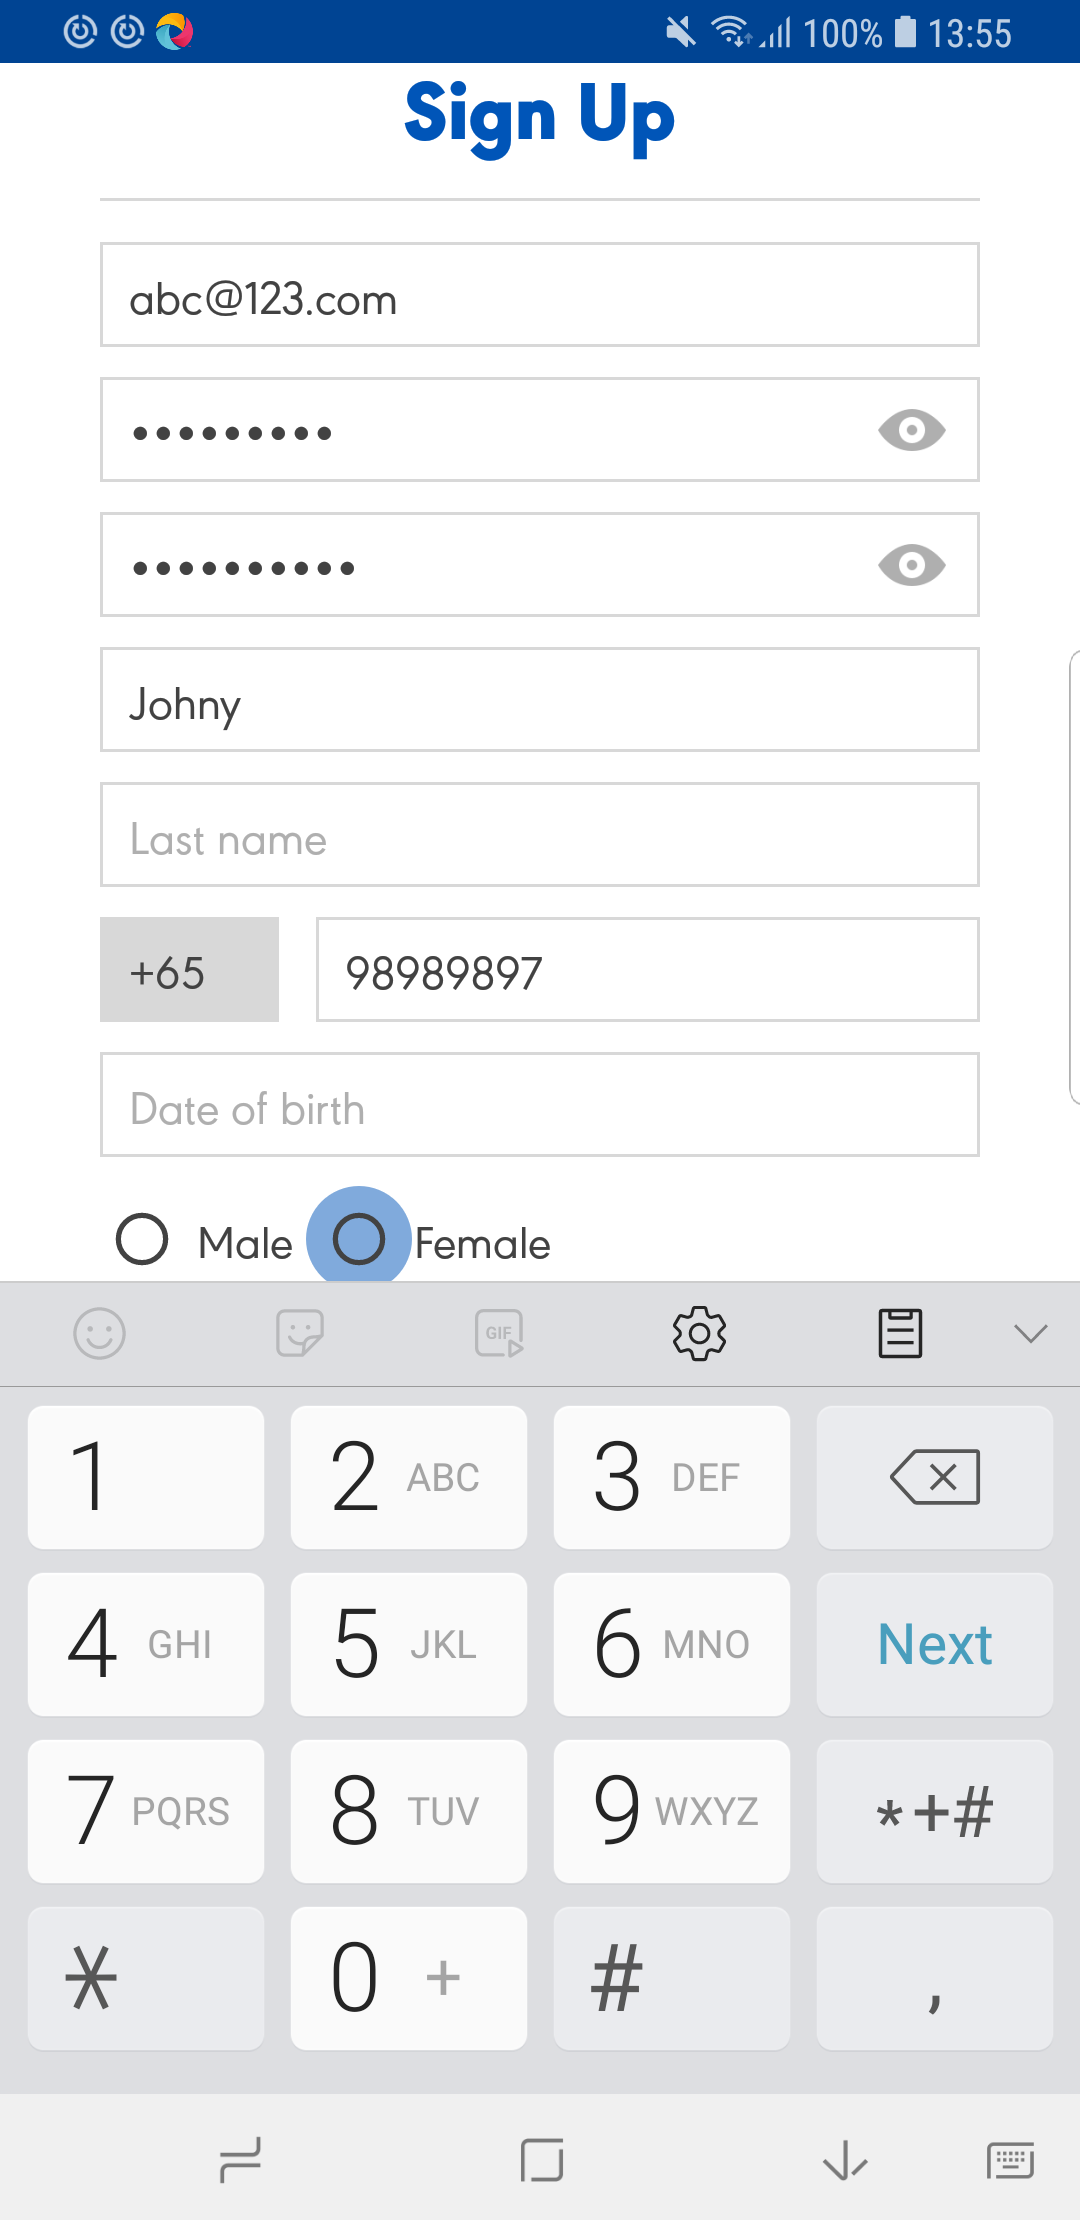 100% 13:55
Sign Up
abc@123.com
•••••••••
••••••••••
Johny
Last name
+65 98989897
Date of birth
Male Female
GIF
1 2 ABC 3 DEF
4 GHI 5 JKL 6 MNO Next
7 PQRS 8 TUV 9 WXYZ *+#
* 0 + # ,